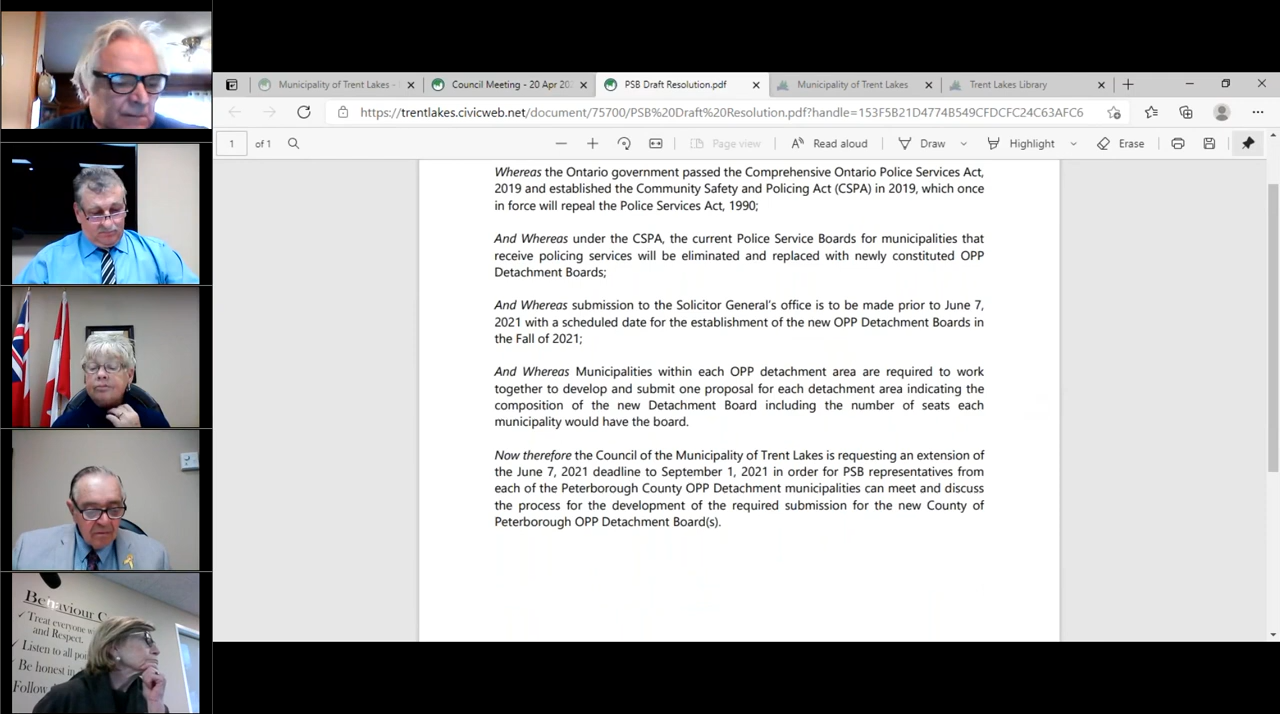 Municipality of Trent Lakes -
Council Meeting - 20 Apr 202
PSB Draft Resolution.pdf
Municipality of Trent Lakes
Trent Lakes Library
https://trentlakes.civicweb.net/document/75700/PSB%20Draft%20Resolution.pdf?handle=153F5B21D4774B549CFDCFC24C63AFC6
1 of 1
Page view
Read aloud
Draw
Highlight
Erase
Whereas the Ontario government passed the Comprehensive Ontario Police Services Act,
2019 and established the Community Safety and Policing Act (CSPA) in 2019, which once
in force will repeal the Police Services Act, 1990;
And Whereas under the CSPA, the current Police Service Boards for municipalities that
receive policing services will be eliminated and replaced with newly constituted OPP
Detachment Boards;
And Whereas submission to the Solicitor General's office is to be made prior to June 7,
2021 with a scheduled date for the establishment of the new OPP Detachment Boards in
the Fall of 2021;
And Whereas Municipalities within each OPP detachment area are required to work
together to develop and submit one proposal for each detachment area indicating the
composition of the new Detachment Board including the number of seats each
municipality would have the board.
Now therefore the Council of the Municipality of Trent Lakes is requesting an extension of
the June 7, 2021 deadline to September 1, 2021 in order for PSB representatives from
each of the Peterborough County OPP Detachment municipalities can meet and discuss
the process for the development of the required submission for the new County of
Peterborough OPP Detachment Board(s).
Behaviour C
Treat everyone w
and Respect.
Listen to all po
Be honest in
Follow